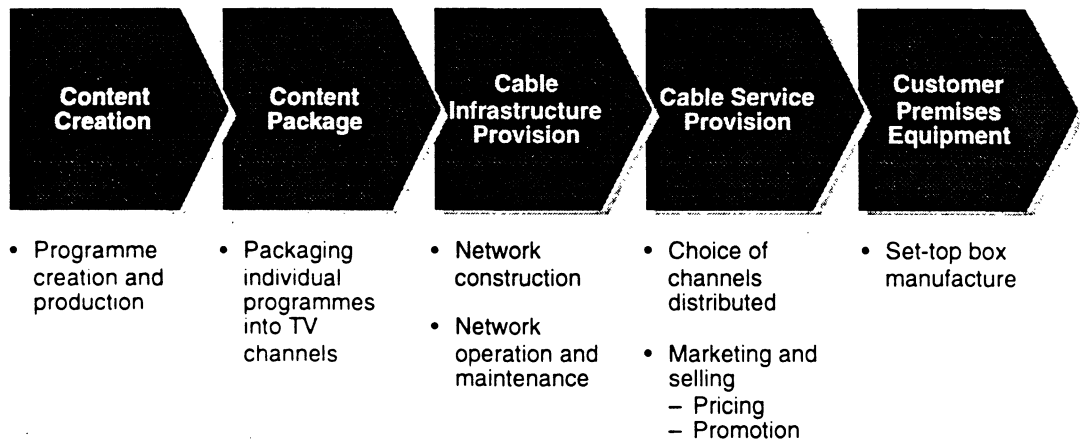 Content
Creation
Content
Package
Cable
Infrastructure
Provision
Cable Service
Provision
Customer
Premises
Equipment
• Programme
creation and
production
• Packaging
individual
programmes
into TV
channels
• Network
construction
• Network
operation and
maintenance
• Choice of
channels
distributed
• Marketing and
selling
– Pricing
– Promotion
• Set-top box
manufacture